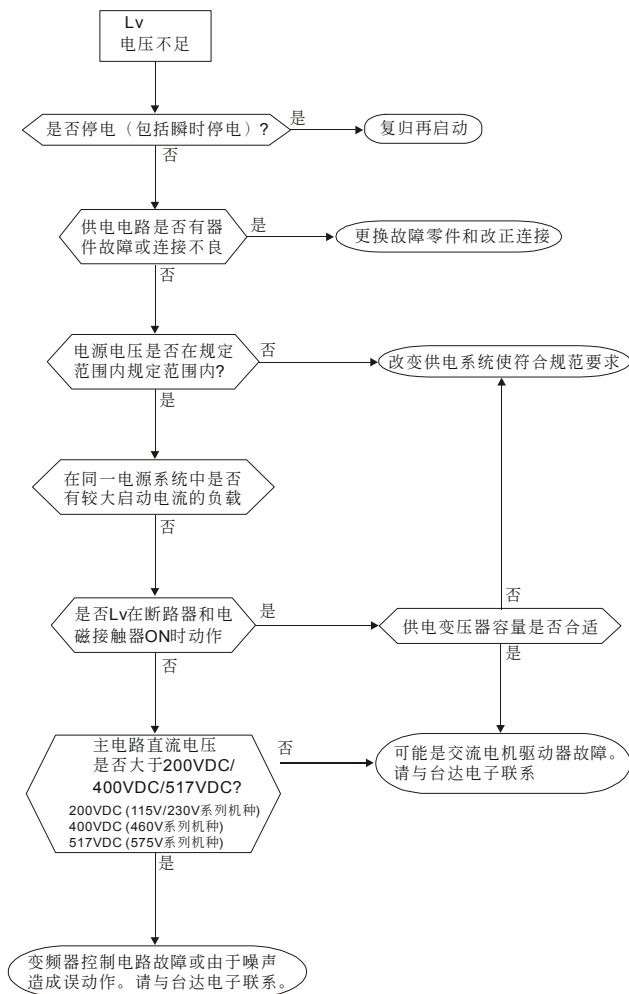 Lv
电压不足
是否停电（包括瞬时停电）?
是
复归再启动
否
供电电路是否有器
件故障或连接不良
是
更换故障零件和改正连接
否
电源电压是否在规定
范围内规定范围内?
否
改变供电系统使符合规范要求
是
在同一电源系统中是否
有较大启动电流的负载
否
是否Lv在断路器和电
磁接触器ON时动作
是
供电变压器容量是否合适
否
是
否
主电路直流电压
是否大于200VDC/
400VDC/517VDC?
200VDC (115V/230V系列机种)
400VDC (460V系列机种)
517VDC (575V系列机种)
否
可能是交流电机驱动器故障。
请与台达电子联系
是
变频器控制电路故障或由于噪声
造成误动作。请与台达电子联系。